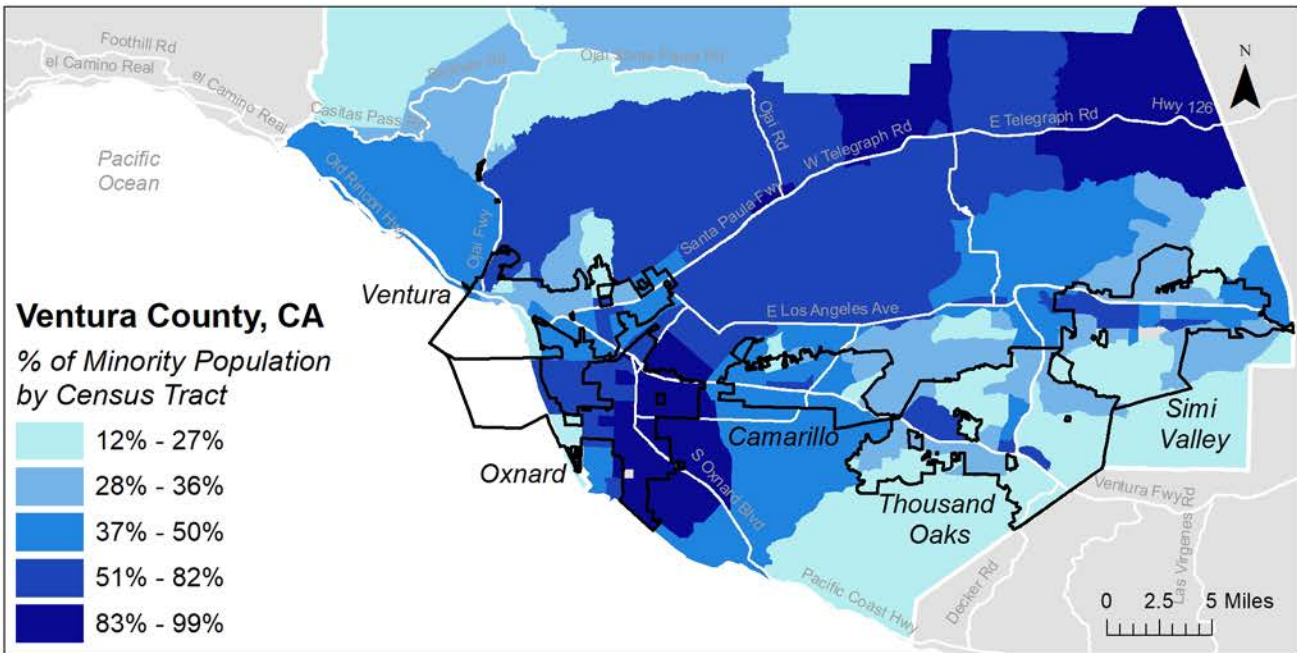 Foothill Rd
el Camino Real
el Camino Real
Casitas Pass
Ojai Santa Paula Rd
N
Hwy 126
E Telegraph Rd
Ojai Rd
W Telegraph Rd
Pacific
Ocean
Old Rincon Hwy
Ojai Fwy
Santa Paula Fwy
Ventura
E Los Angeles Ave
Ventura County, CA
% of Minority Population
by Census Tract
12% - 27%
28% - 36%
37% - 50%
51% - 82%
83% - 99%
Simi
Valley
Camarillo
Oxnard
S Oxnard Blvd
Thousand
Oaks
Ventura Fwy
Las Virgenes Rd
Decker Rd
Pacific Coast Hwy
0 2.5 5 Miles